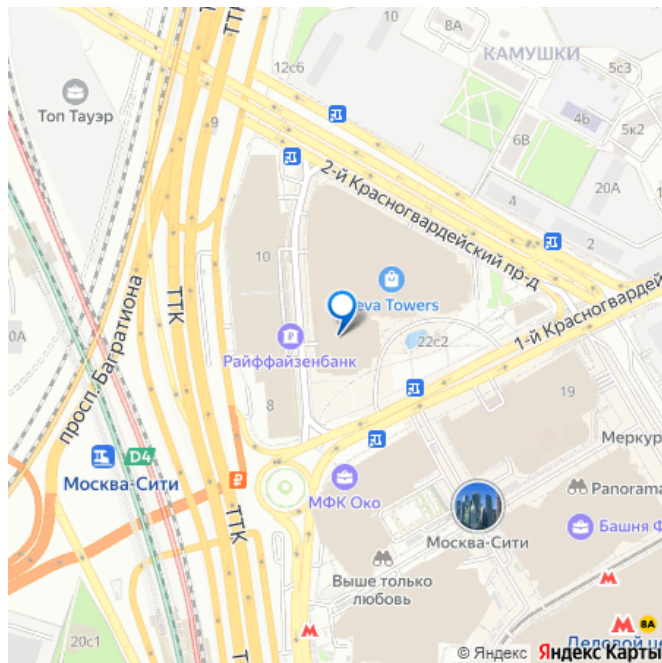 ТТК
10
8А
КАМУШКИ
12с6
5с3
Топ Тауэр
9
4б
5к2
6В
20А
2-й Красногвардейский пр-д
4
2
10
eva Towers
ТТК
просп. Багратиона
1-й Красногвардей
22с2
Райффайзенбанк
8
19
D4
Москва-Сити
Меркур
₽
МФК Око
Panorama
ТТК
Москва-Сити
Башня Ф
Выше только
любовь
20с1
8А
Деловой це
© Яндекс Яндекс Карты